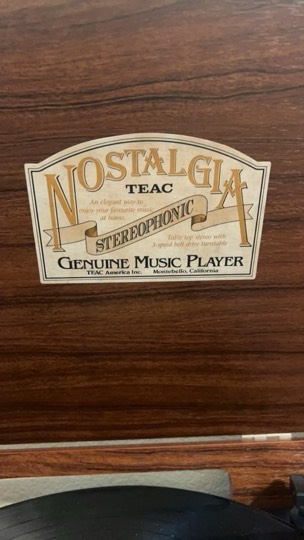 NOSTALGIA
TEAC
An elegant way to
enjoy your favourite music
at home.
STEREOPHONIC
Table top stereo with
3-speed belt drive turntable
GENUINE MUSIC PLAYER
TEAC America Inc. Montebello, California